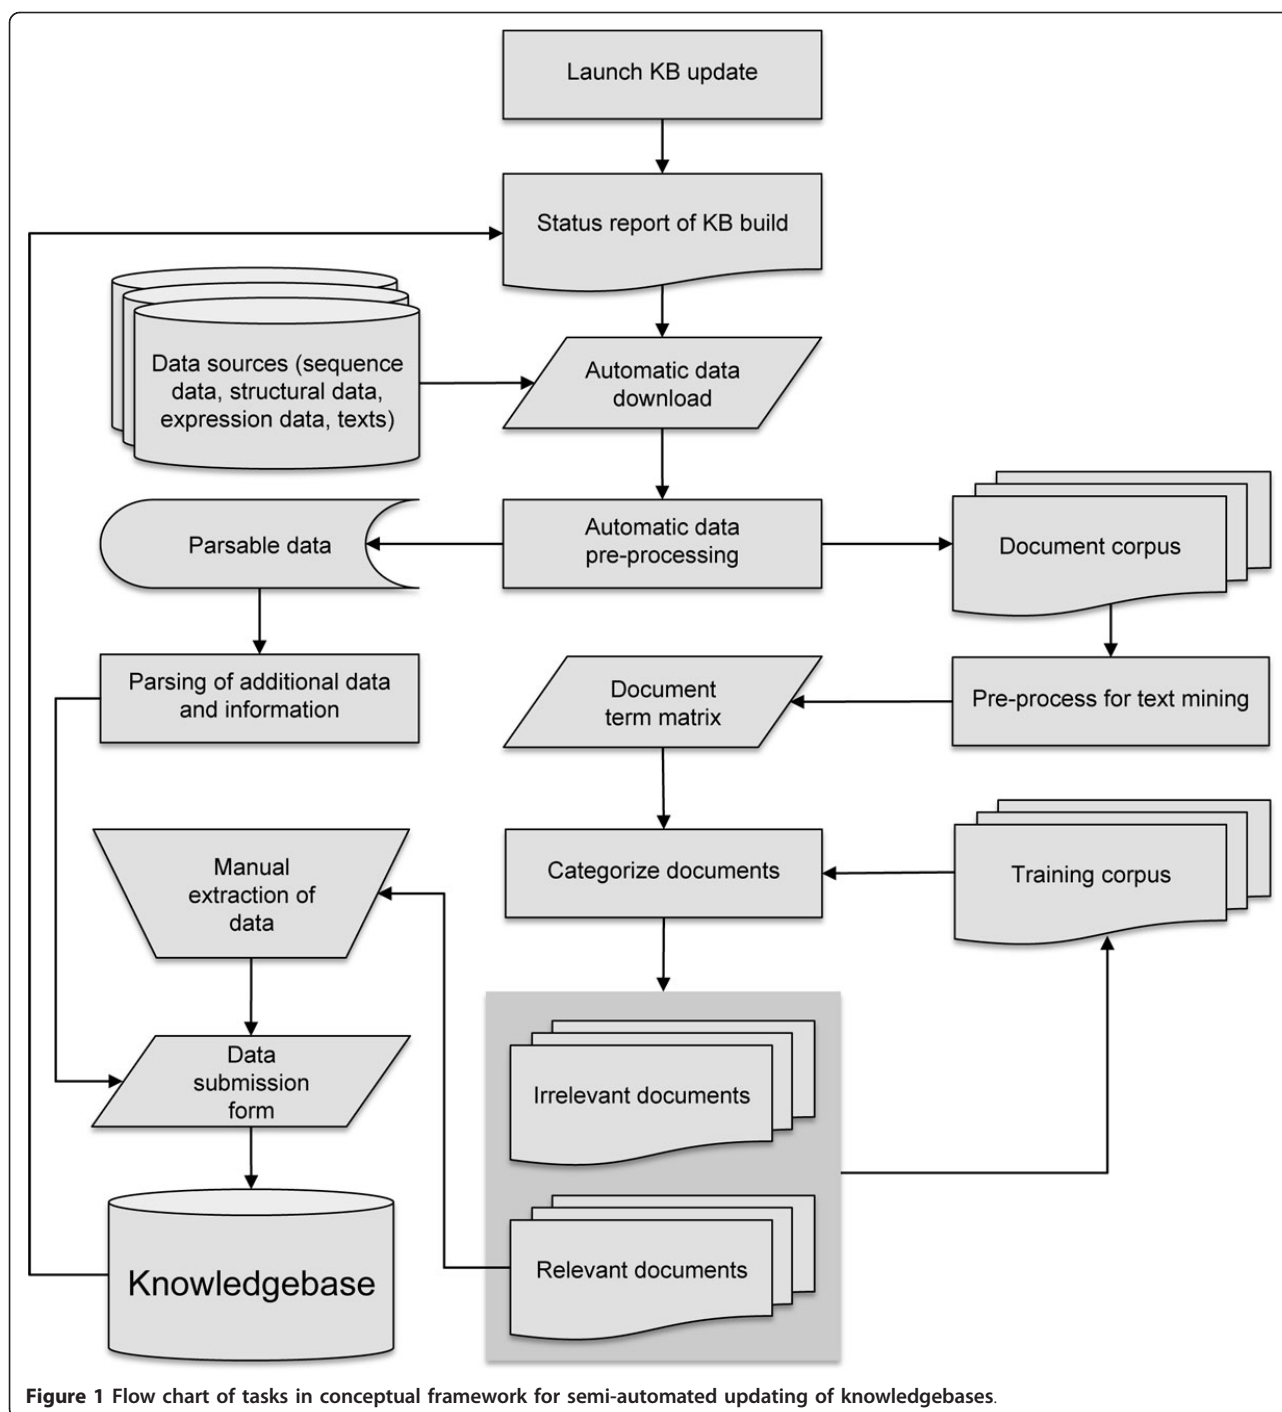 Launch KB update
Status report of KB build
Data sources (sequence
data, structural data,
expression data, texts)
Automatic data
download
Parsable data
Automatic data
pre-processing
Document corpus
Parsing of additional data
and information
Document
term matrix
Pre-process for text mining
Manual
extraction of
data
Categorize documents
Training corpus
Data
submission
form
Irrelevant documents
Knowledgebase
Relevant documents
Figure 1 Flow chart of tasks in conceptual framework for semi-automated updating of knowledgebases.